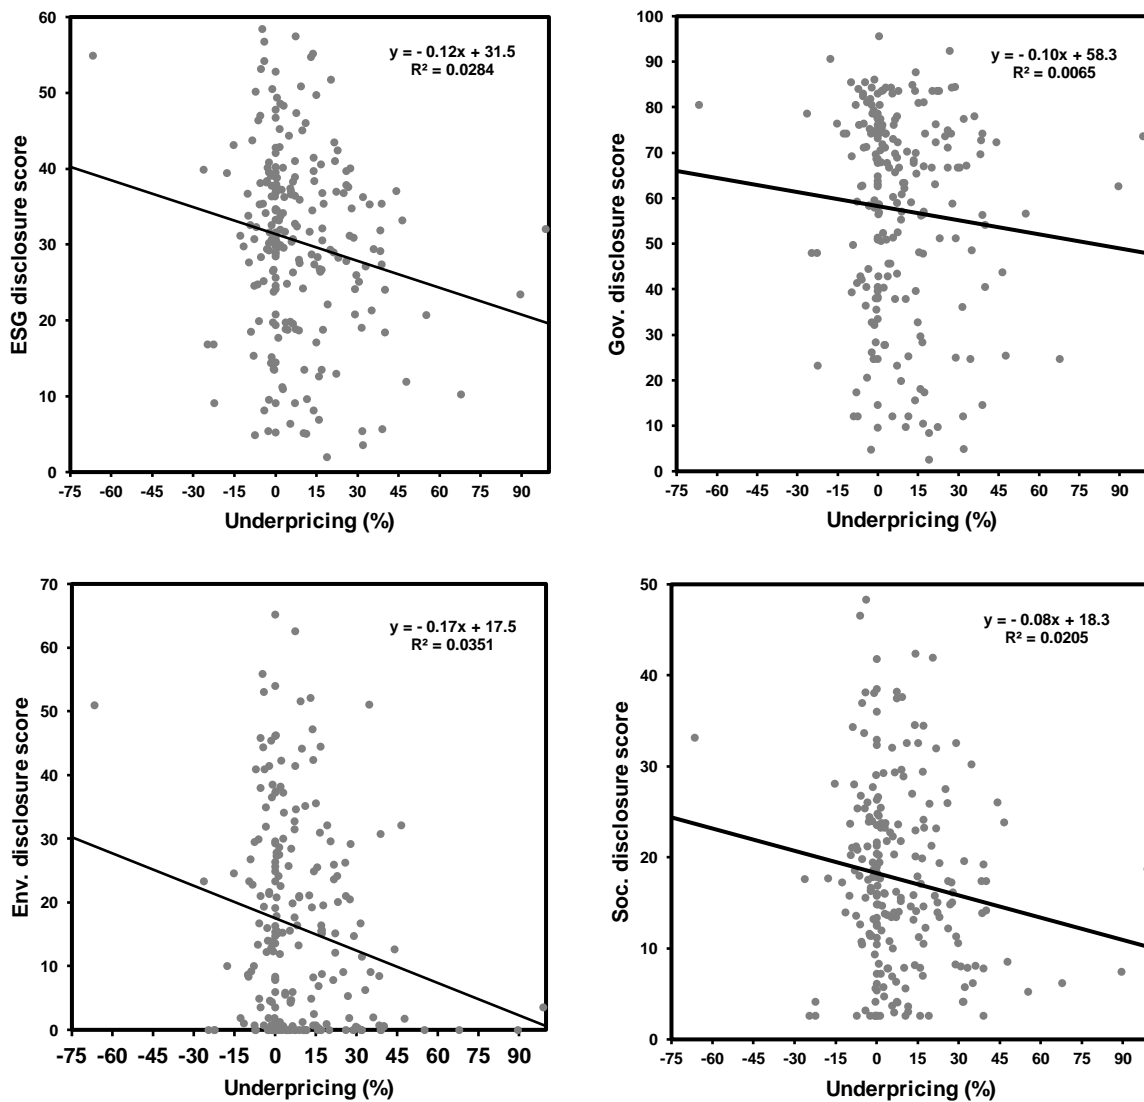 y = - 0.12x + 31.5
R² = 0.0284
60
50
40
30
20
10
0
-75 -60 -45 -30 -15 0 15 30 45 60 75 90
ESG disclosure score
Underpricing (%)
y = - 0.10x + 58.3
R² = 0.0065
100
90
80
70
60
50
40
30
20
10
0
-75 -60 -45 -30 -15 0 15 30 45 60 75 90
Gov. disclosure score
Underpricing (%)
y = - 0.17x + 17.5
R² = 0.0351
70
60
50
40
30
20
10
0
-75 -60 -45 -30 -15 0 15 30 45 60 75 90
Env. disclosure score
Underpricing (%)
y = - 0.08x + 18.3
R² = 0.0205
50
40
30
20
10
0
-75 -60 -45 -30 -15 0 15 30 45 60 75 90
Soc. disclosure score
Underpricing (%)